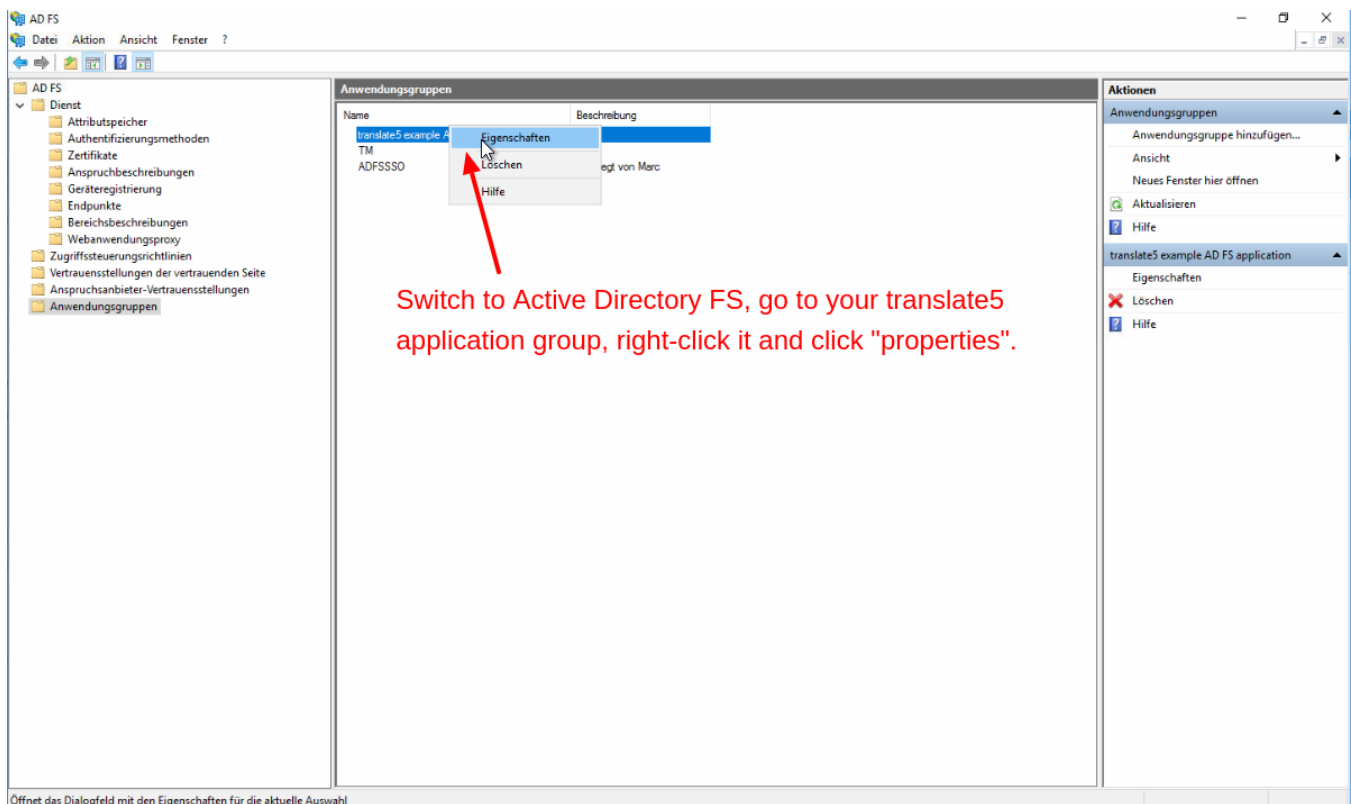 AD FS
Datei Aktion Ansicht Fenster ?
AD FS
Dienst
Attributspeicher
Authentifizierungsmethoden
Zertifikate
Anspruchbeschreibungen
Geräteregistrierung
Endpunkte
Bereichsbeschreibungen
Webanwendungsproxy
Zugriffssteuerungsrichtlinien
Vertrauensstellungen der vertrauenden Seite
Anspruchsanbieter-Vertrauensstellungen
Anwendungsgruppen
Anwendungsgruppen
Name Beschreibung
translate5 example A
TM
ADFSSSO egt von Marc
Eigenschaften
Löschen
Hilfe
Switch to Active Directory FS, go to your translate5
application group, right-click it and click "properties".
Aktionen
Anwendungsgruppen
Anwendungsgruppe hinzufügen...
Ansicht
Neues Fenster hier öffnen
Aktualisieren
Hilfe
translate5 example AD FS application
Eigenschaften
Löschen
Hilfe
Öffnet das Dialogfeld mit den Eigenschaften für die aktuelle Auswahl